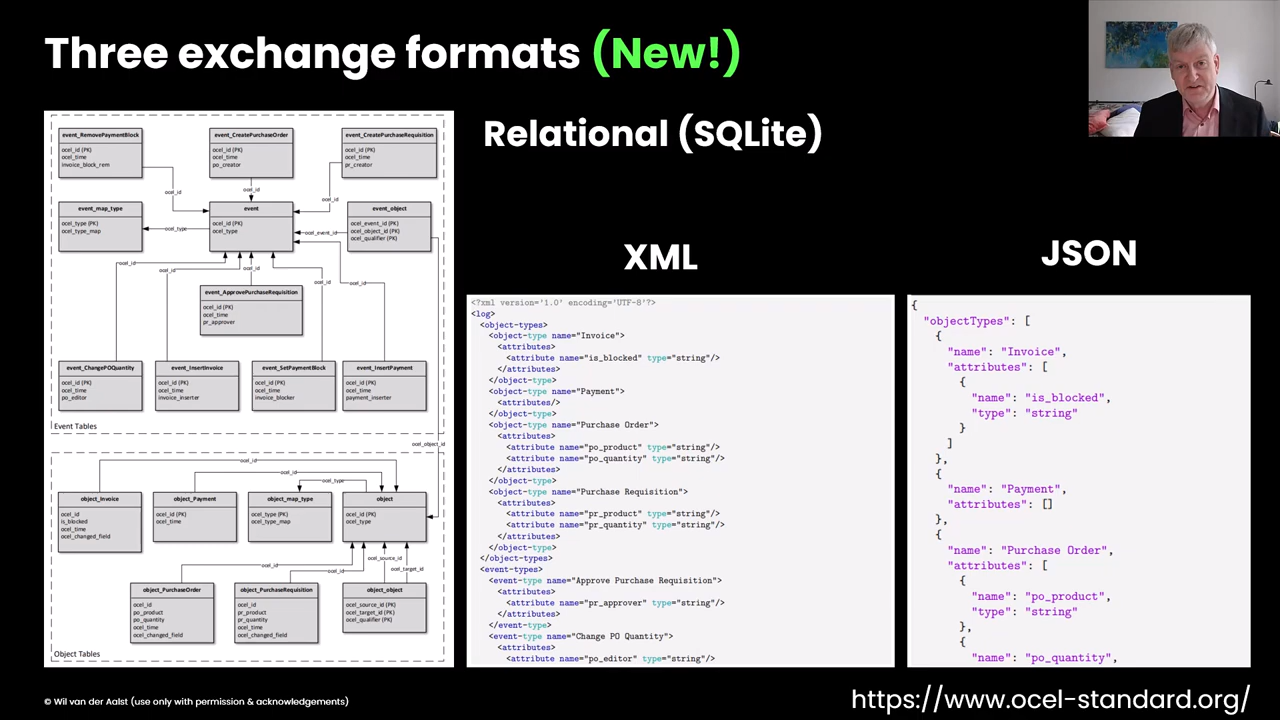 Three exchange formats (New!)
Relational (SQLite)
event_RemovePaymentBlock
ocel_id (PK)
ocel_time
invoice_block_rem
event_CreatePurchaseOrder
ocel_id (PK)
ocel_time
po_creator
event_CreatePurchaseRequisition
ocel_id (PK)
ocel_time
pr_creator
ocel_id
ocel_id
ocel_id
event_map_type
ocel_type (PK)
ocel_type_map
ocel_type
event
ocel_id (PK)
ocel_type
ocel_event_id
event_object
ocel_event_id (PK)
ocel_object_id (PK)
ocel_qualifier (PK)
ocel_id
ocel_id
ocel_id
ocel_id
ocel_id
event_ApprovePurchaseRequisition
ocel_id (PK)
ocel_time
pr_approver
event_ChangePOQuantity
ocel_id (PK)
ocel_time
po_editor
event_InsertInvoice
ocel_id (PK)
ocel_time
invoice_inserter
event_SetPaymentBlock
ocel_id (PK)
ocel_time
invoice_blocker
event_InsertPayment
ocel_id (PK)
ocel_time
payment_inserter
Event Tables
ocel_object_id
ocel_id
ocel_id
ocel_type
object_Invoice
ocel_id
is_blocked
ocel_time
ocel_changed_field
object_Payment
ocel_id (PK)
ocel_time
object_map_type
ocel_type (PK)
ocel_type_map
object
ocel_id (PK)
ocel_type
ocel_id
ocel_id
ocel_source_id
ocel_target_id
object_PurchaseOrder
ocel_id
po_product
po_quantity
ocel_time
ocel_changed_field
object_PurchaseRequisition
ocel_id
pr_product
pr_quantity
ocel_time
ocel_changed_field
object_object
ocel_source_id (PK)
ocel_target_id (PK)
ocel_qualifier (PK)
Object Tables
XML
<?xml version='1.0' encoding='UTF-8'?>
<log>
<object-types>
<object-type name="Invoice">
<attributes>
<attribute name="is_blocked" type="string"/>
</attributes>
</object-type>
<object-type name="Payment">
<attributes/>
</object-type>
<object-type name="Purchase Order">
<attributes>
<attribute name="po_product" type="string"/>
<attribute name="po_quantity" type="string"/>
</attributes>
</object-type>
<object-type name="Purchase Requisition">
<attributes>
<attribute name="pr_product" type="string"/>
<attribute name="pr_quantity" type="string"/>
</attributes>
</object-type>
</object-types>
<event-types>
<event-type name="Approve Purchase Requisition">
<attributes>
<attribute name="pr_approver" type="string"/>
</attributes>
</event-type>
<event-type name="Change PO Quantity">
<attributes>
<attribute name="po_editor" type="string"/>
JSON
{
"objectTypes": [
{
"name": "Invoice",
"attributes": [
{
"name": "is_blocked",
"type": "string"
}
]
},
{
"name": "Payment",
"attributes": []
},
{
"name": "Purchase Order",
"attributes": [
{
"name": "po_product",
"type": "string"
},
{
"name": "po_quantity",
© Wil van der Aalst (use only with permission & acknowledgements)
https://www.ocel-standard.org/